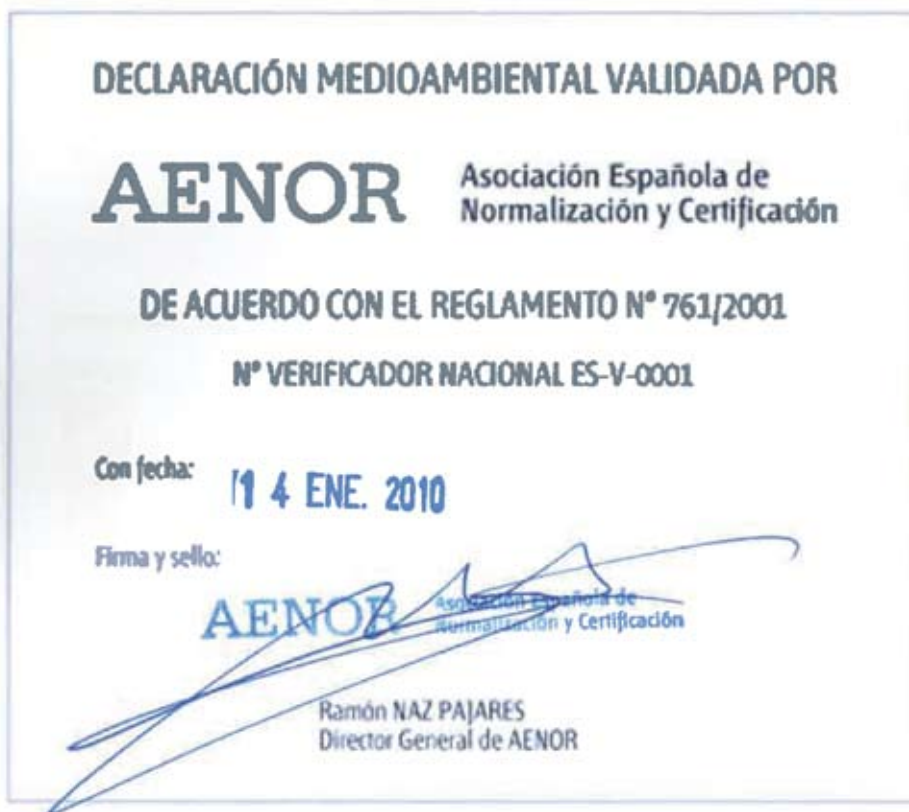 DECLARACIÓN MEDIOAMBIENTAL VALIDADA POR
AENOR
Asociación Española de
Normalización y Certificación
DE ACUERDO CON EL REGLAMENTO Nº 761/2001
Nº VERIFICADOR NACIONAL ES-V-0001
Con fecha:
14 ENE. 2010
Firma y sello:
AENOR
Asociación Española de
Normalización y Certificación
Ramón NAZ PAJARES
Director General de AENOR